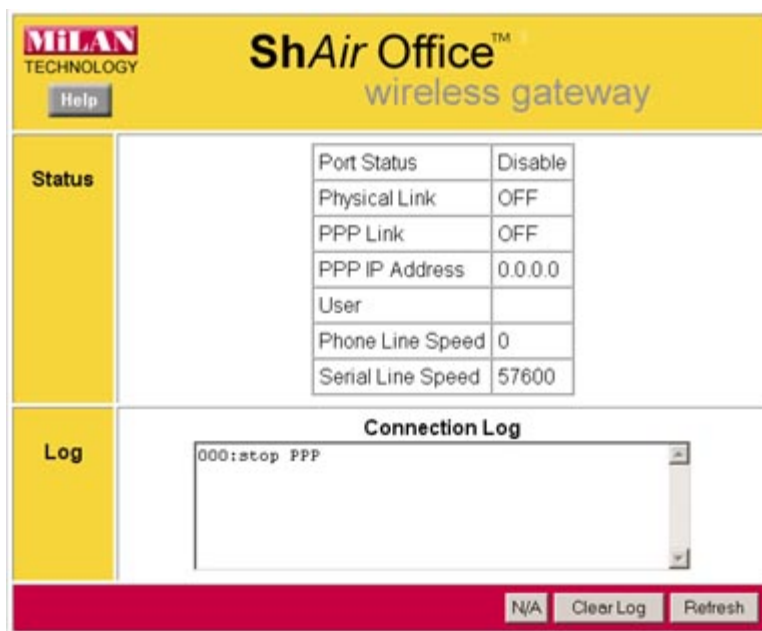 MiLAN
TECHNOLOGY
Help
ShAir Office™
wireless gateway
Status
Port Status Disable
Physical Link OFF
PPP Link OFF
PPP IP Address 0.0.0.0
User
Phone Line Speed 0
Serial Line Speed 57600
Log
Connection Log
000:stop PPP
N/A Clear Log Refresh